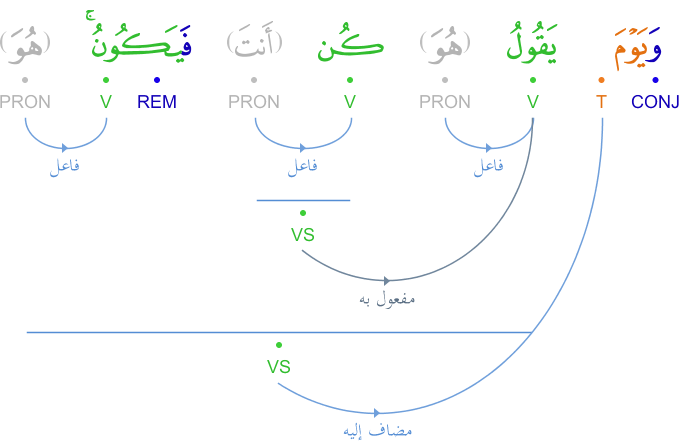 وَيَوْمَ يَقُولُ (هُوَ) كُن (أَنتَ) فَيَكُونُ ۚ (هُوَ)
CONJ T V PRON V PRON REM V PRON
فاعل فاعل فاعل
VS
مفعول به
VS
مضاف إليه